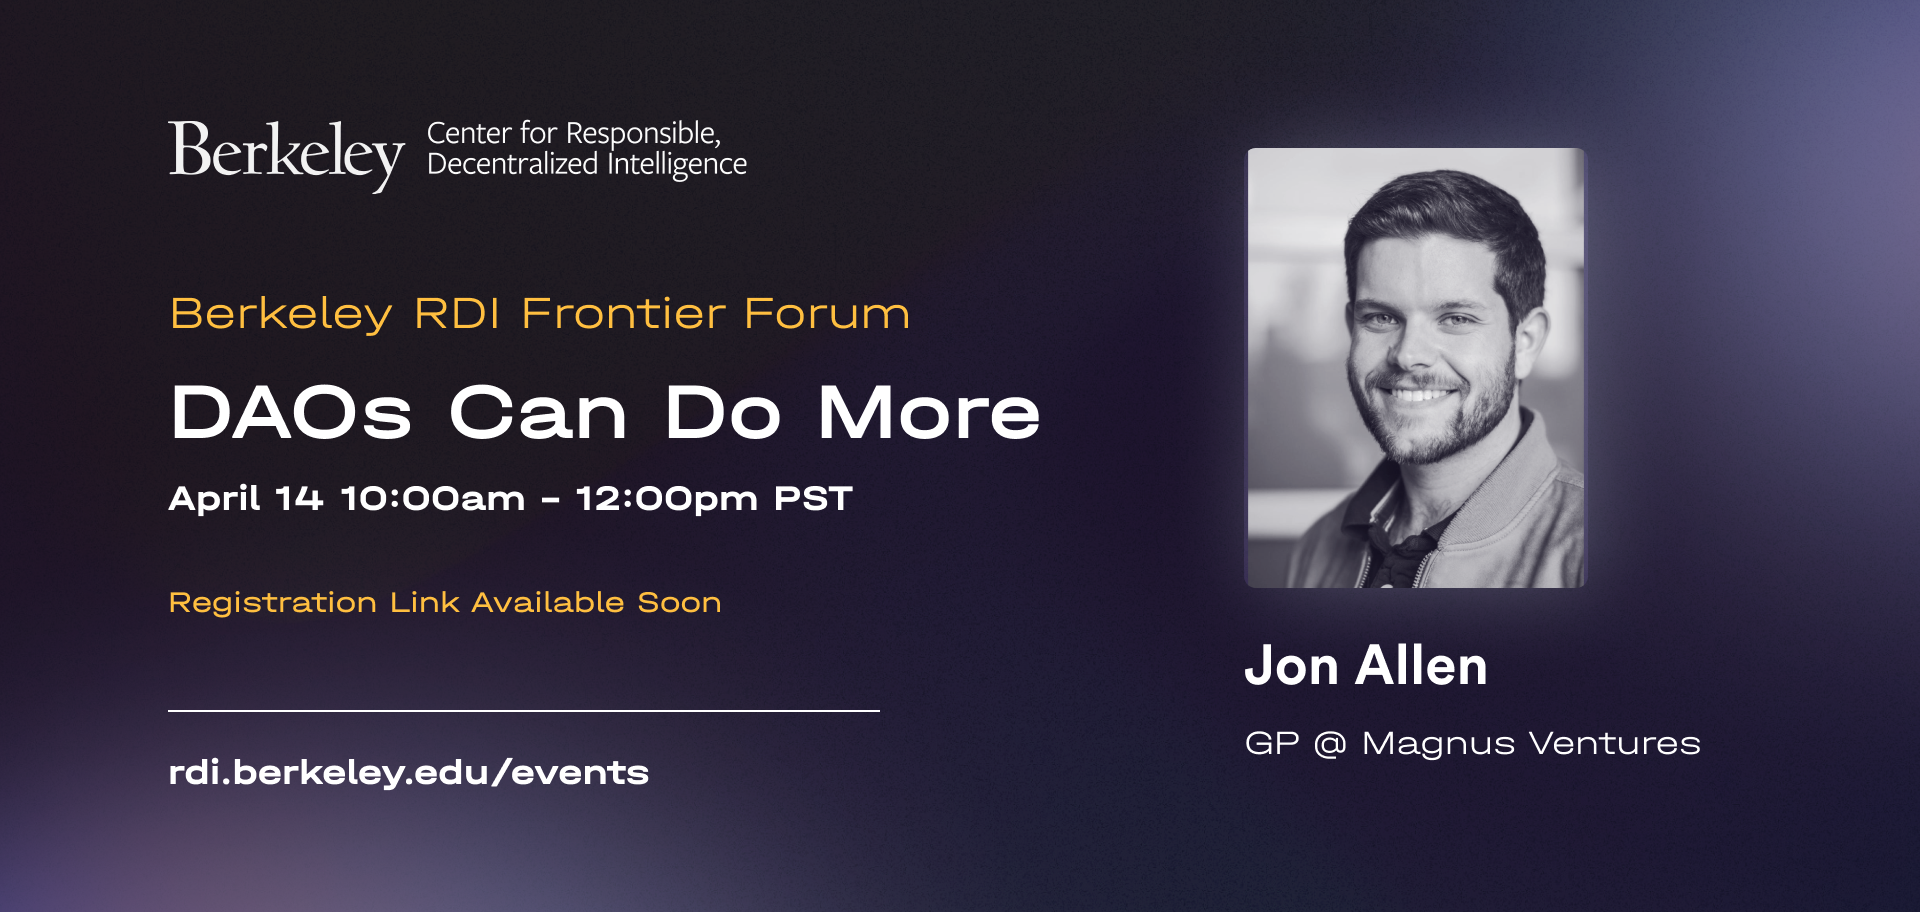 Berkeley
Center for Responsible,
Decentralized Intelligence
Berkeley RDI Frontier Forum
DAOs Can Do More
April 14 10:00am - 12:00pm PST
Registration Link Available Soon
rdi.berkeley.edu/events
Jon Allen
GP @ Magnus Ventures